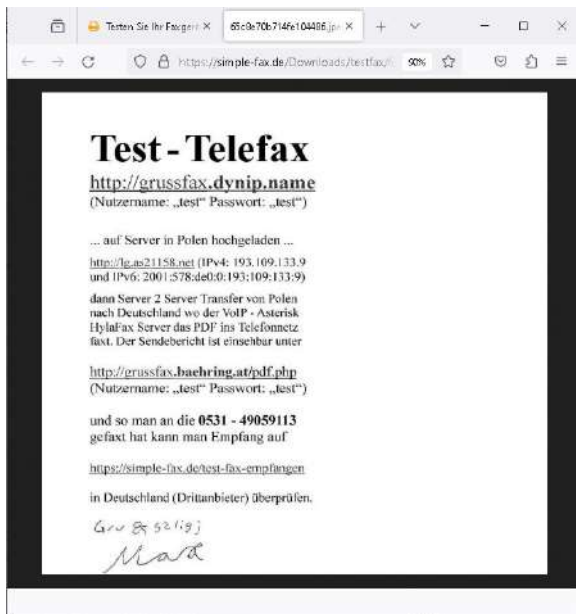 Testen Sie Ihr Faxger
65c8e70b714fe104486.jp
https://simple-fax.de/Downloads/testfax/
90%
Test - Telefax
http://grussfax.dynip.name
(Nutzername: „test“ Passwort: „test“)
... auf Server in Polen hochgeladen ...
http://lg.as21158.net (IPv4: 193.109.133.9
und IPv6: 2001:578:de0:0:193:109:133:9)
dann Server 2 Server Transfer von Polen
nach Deutschland wo der VoIP - Asterisk
HylaFax Server das PDF ins Telefonnetz
faxt. Der Sendebericht ist einsehbar unter
http://grussfax.baehring.at/pdf.php
(Nutzername: „test“ Passwort: „test“)
und so man an die 0531 - 49059113
gefaxt hat kann man Empfang auf
https://simple-fax.de/test-fax-empfangen
in Deutschland (Drittanbieter) überprüfen.